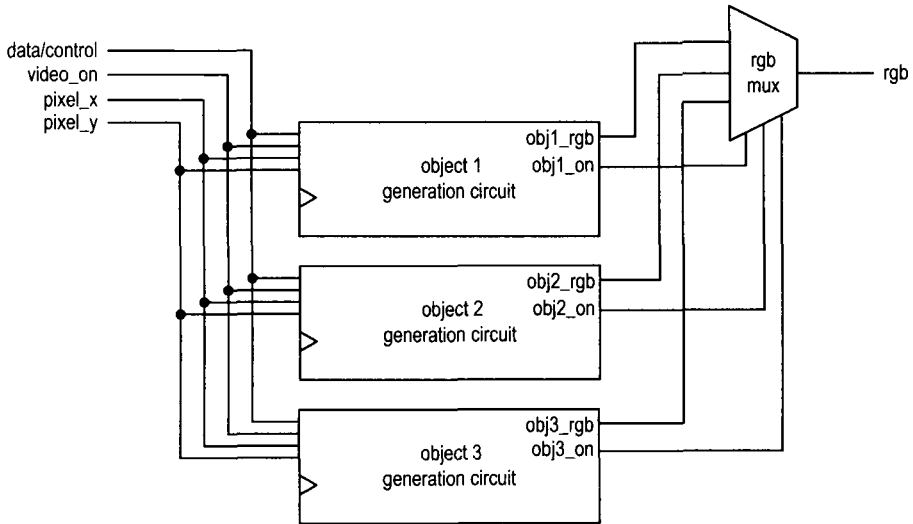 data/control
video_on
pixel_x
pixel_y
rgb
mux
rgb
object 1
generation circuit
obj1_rgb
obj1_on
object 2
generation circuit
obj2_rgb
obj2_on
object 3
generation circuit
obj3_rgb
obj3_on